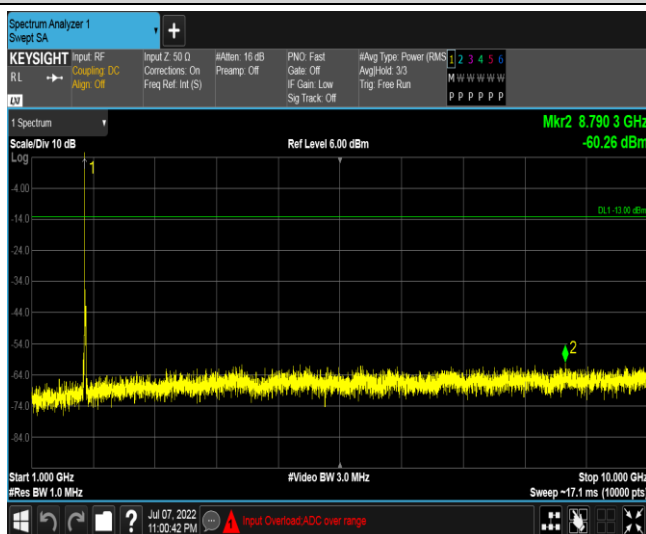 Spectrum Analyzer 1
Swept SA
+
KEYSIGHT
RL
LXI
Input: RF
Coupling: DC
Align: Off
Input Z: 50 Ω
Corrections: On
Freq Ref: Int (S)
#Atten: 16 dB
Preamp: Off
PNO: Fast
Gate: Off
IF Gain: Low
Sig Track: Off
#Avg Type: Power (RMS
Avg|Hold: 3/3
Trig: Free Run
1 2 3 4 5 6
M W W W W W
P P P P P P
1 Spectrum
Mkr2 8.790 3 GHz
Scale/Div 10 dB
Ref Level 6.00 dBm
-60.26 dBm
Log
1
-4.00
DL1 -13.00 dBm
-14.0
-24.0
-34.0
-44.0
-54.0
2
-64.0
-74.0
-84.0
Start 1.000 GHz
#Video BW 3.0 MHz
Stop 10.000 GHz
#Res BW 1.0 MHz
Sweep ~17.1 ms (10000 pts)
?
Jul 07, 2022
11:00:42 PM
Input Overload;ADC over range